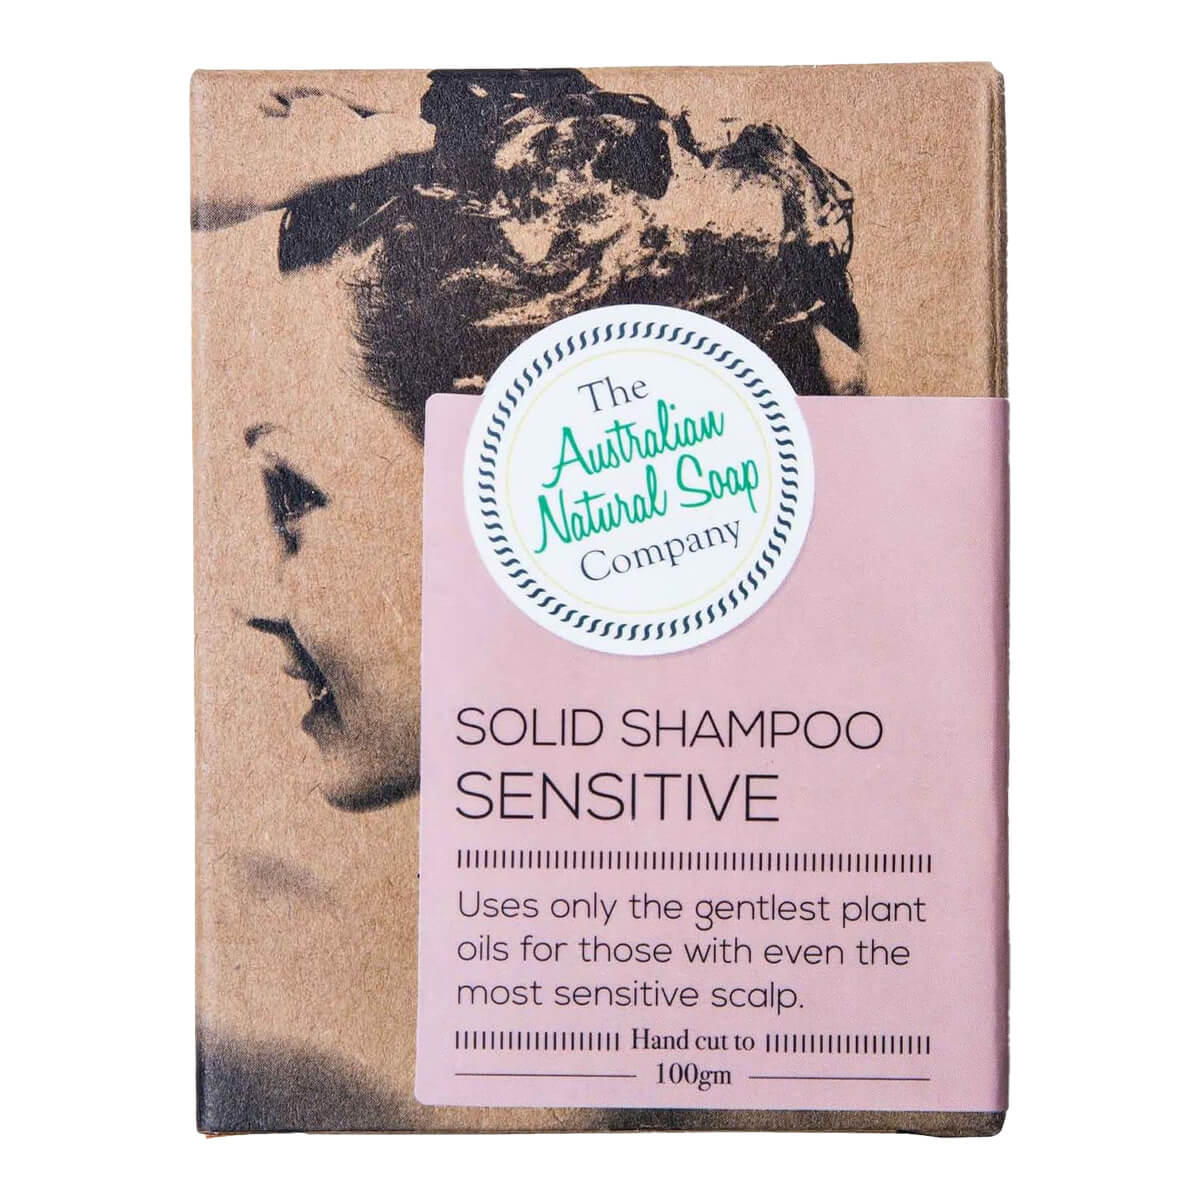 The
Australian
Natural Soap
Company
SOLID SHAMPOO
SENSITIVE
Uses only the gentlest plant
oils for those with even the
most sensitive scalp.
Hand cut to
100gm